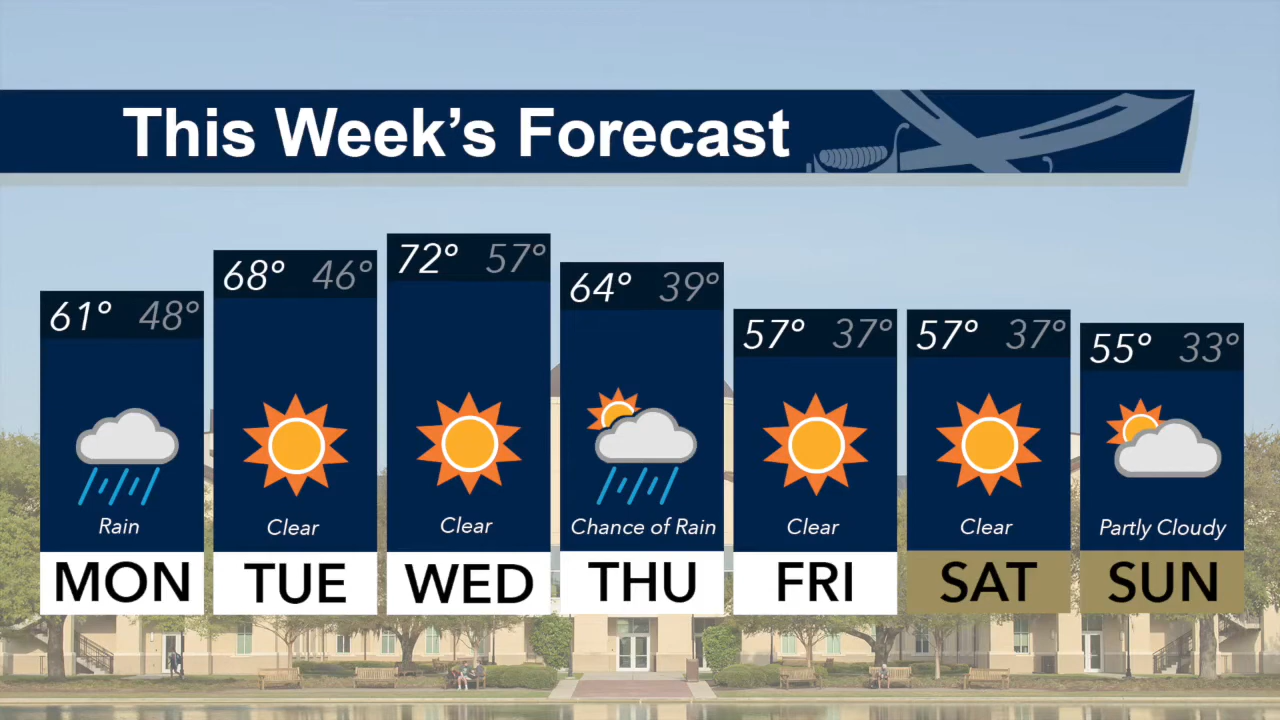 This Week's Forecast
61° 48°
Rain
MON
68° 46°
Clear
TUE
72° 57°
Clear
WED
64° 39°
Chance of Rain
THU
57° 37°
Clear
FRI
57° 37°
Clear
SAT
55° 33°
Partly Cloudy
SUN